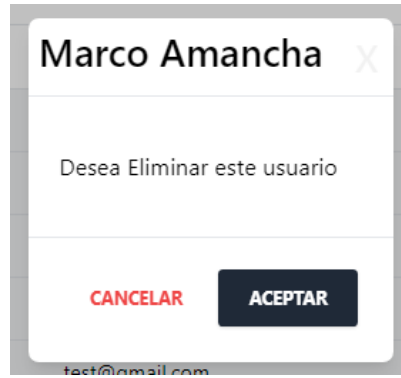 Marco Amancha X
Desea Eliminar este usuario
CANCELAR ACEPTAR
test@gmail.com